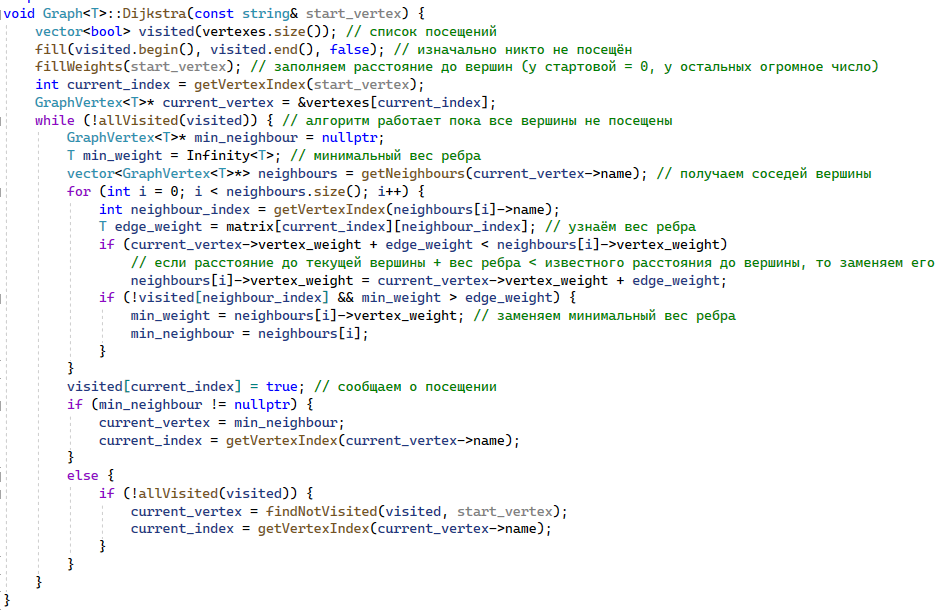 void Graph<T>::Dijkstra(const string& start_vertex) {
    vector<bool> visited(vertexes.size()); // список посещений
    fill(visited.begin(), visited.end(), false); // изначально никто не посещён
    fillWeights(start_vertex); // заполняем расстояние до вершин (у стартовой = 0, у остальных огромное число)
    int current_index = getVertexIndex(start_vertex);
    GraphVertex<T>* current_vertex = &vertexes[current_index];
    while (!allVisited(visited)) { // алгоритм работает пока все вершины не посещены
        GraphVertex<T>* min_neighbour = nullptr;
        T min_weight = Infinity<T>; // минимальный вес ребра
        vector<GraphVertex<T>*> neighbours = getNeighbours(current_vertex->name); // получаем соседей вершины
        for (int i = 0; i < neighbours.size(); i++) {
            int neighbour_index = getVertexIndex(neighbours[i]->name);
            T edge_weight = matrix[current_index][neighbour_index]; // узнаём вес ребра
            if (current_vertex->vertex_weight + edge_weight < neighbours[i]->vertex_weight)
                // если расстояние до текущей вершины + вес ребра < известного расстояния до вершины, то заменяем его
                neighbours[i]->vertex_weight = current_vertex->vertex_weight + edge_weight;
            if (!visited[neighbour_index] && min_weight > edge_weight) {
                min_weight = neighbours[i]->vertex_weight; // заменяем минимальный вес ребра
                min_neighbour = neighbours[i];
            }
        }
        visited[current_index] = true; // сообщаем о посещении
        if (min_neighbour != nullptr) {
            current_vertex = min_neighbour;
            current_index = getVertexIndex(current_vertex->name);
        }
        else {
            if (!allVisited(visited)) {
                current_vertex = findNotVisited(visited, start_vertex);
                current_index = getVertexIndex(current_vertex->name);
            }
        }
    }
}